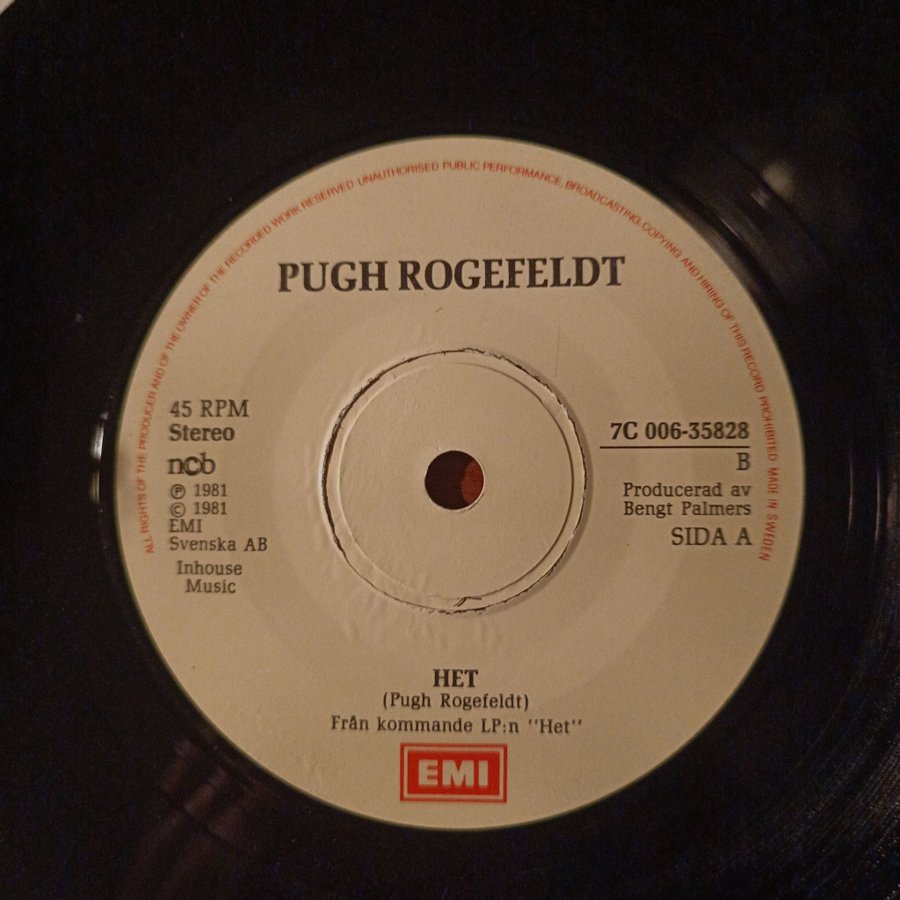 ALL RIGHTS OF THE PRODUCER AND OF THE OWNER OF THE RECORDED WORK RESERVED. UNAUTHORISED PUBLIC PERFORMANCE, BROADCASTING, COPYING AND HIRING OF THIS RECORD PROHIBITED. MADE IN SWEDEN
PUGH ROGEFELDT
45 RPM
Stereo
ncb
℗ 1981
© 1981
EMI
Svenska AB
Inhouse
Music
7C 006-35828
B
Producerad av
Bengt Palmers
SIDA A
HET
(Pugh Rogefeldt)
Från kommande LP:n "Het"
EMI